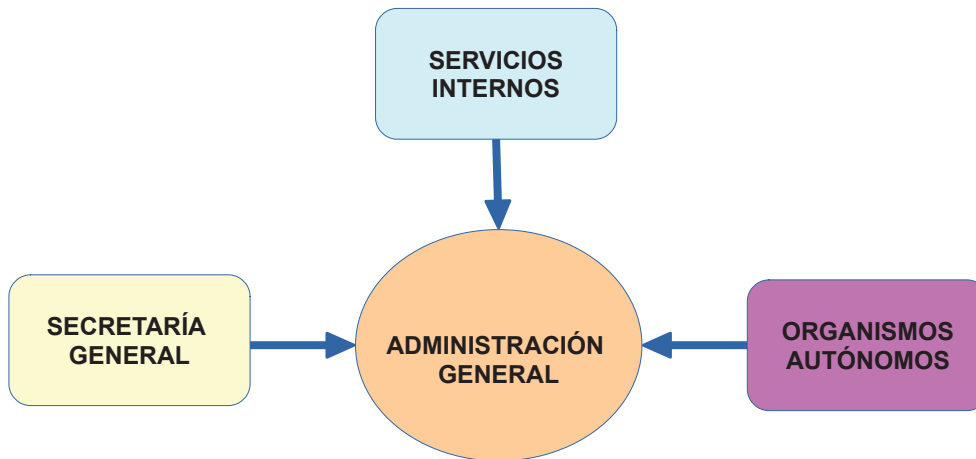 SERVICIOS
INTERNOS
SECRETARÍA
GENERAL
ADMINISTRACIÓN
GENERAL
ORGANISMOS
AUTÓNOMOS